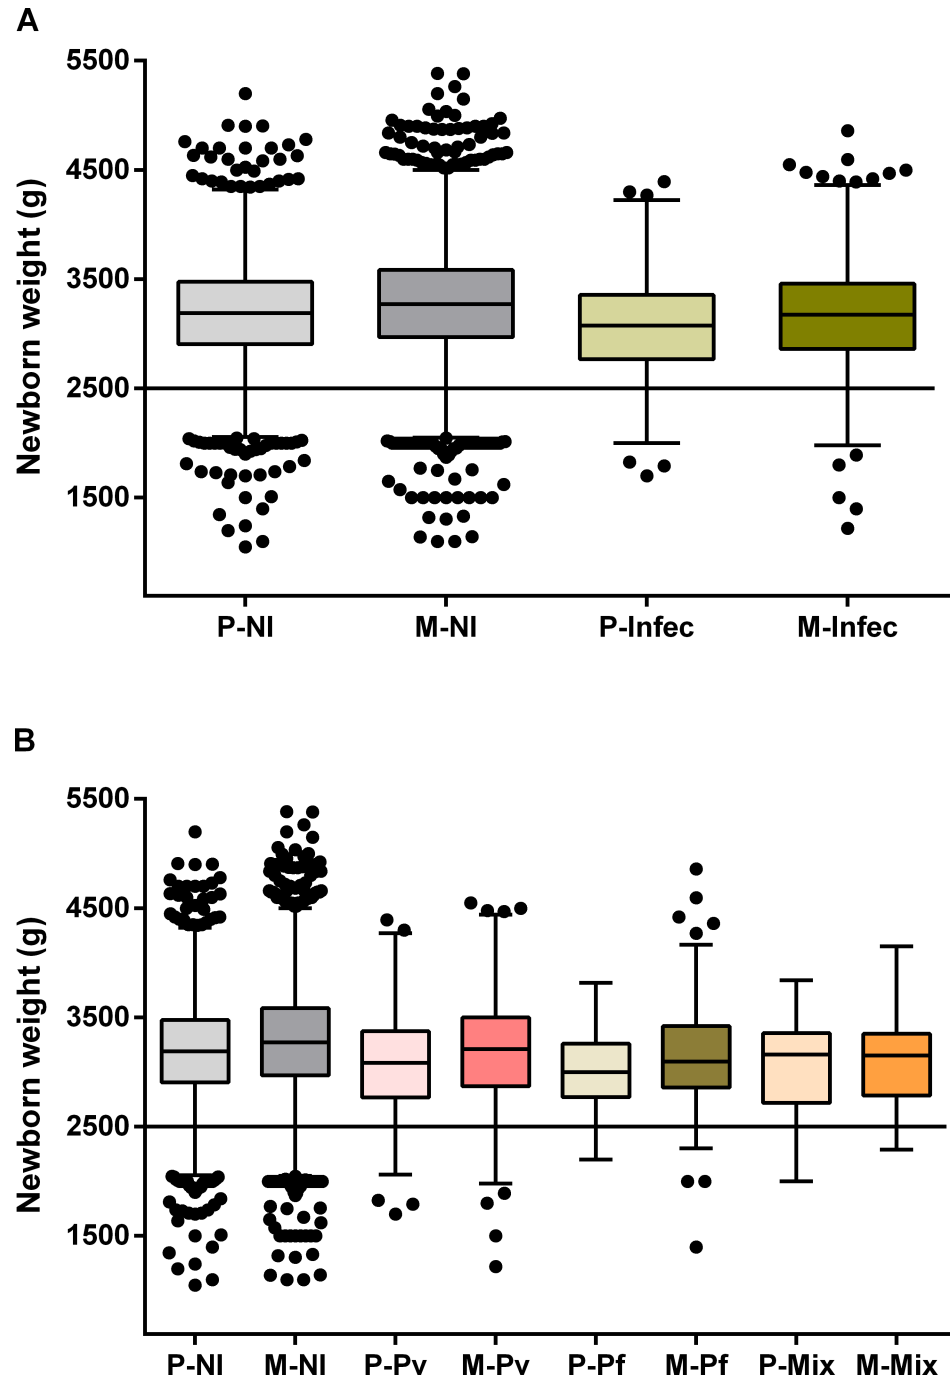 A
Newborn weight (g)
5500
4500
3500
2500
1500
P-NI M-NI P-Infec M-Infec
B
Newborn weight (g)
5500
4500
3500
2500
1500
P-NI M-NI P-Pv M-Pv P-Pf M-Pf P-Mix M-Mix